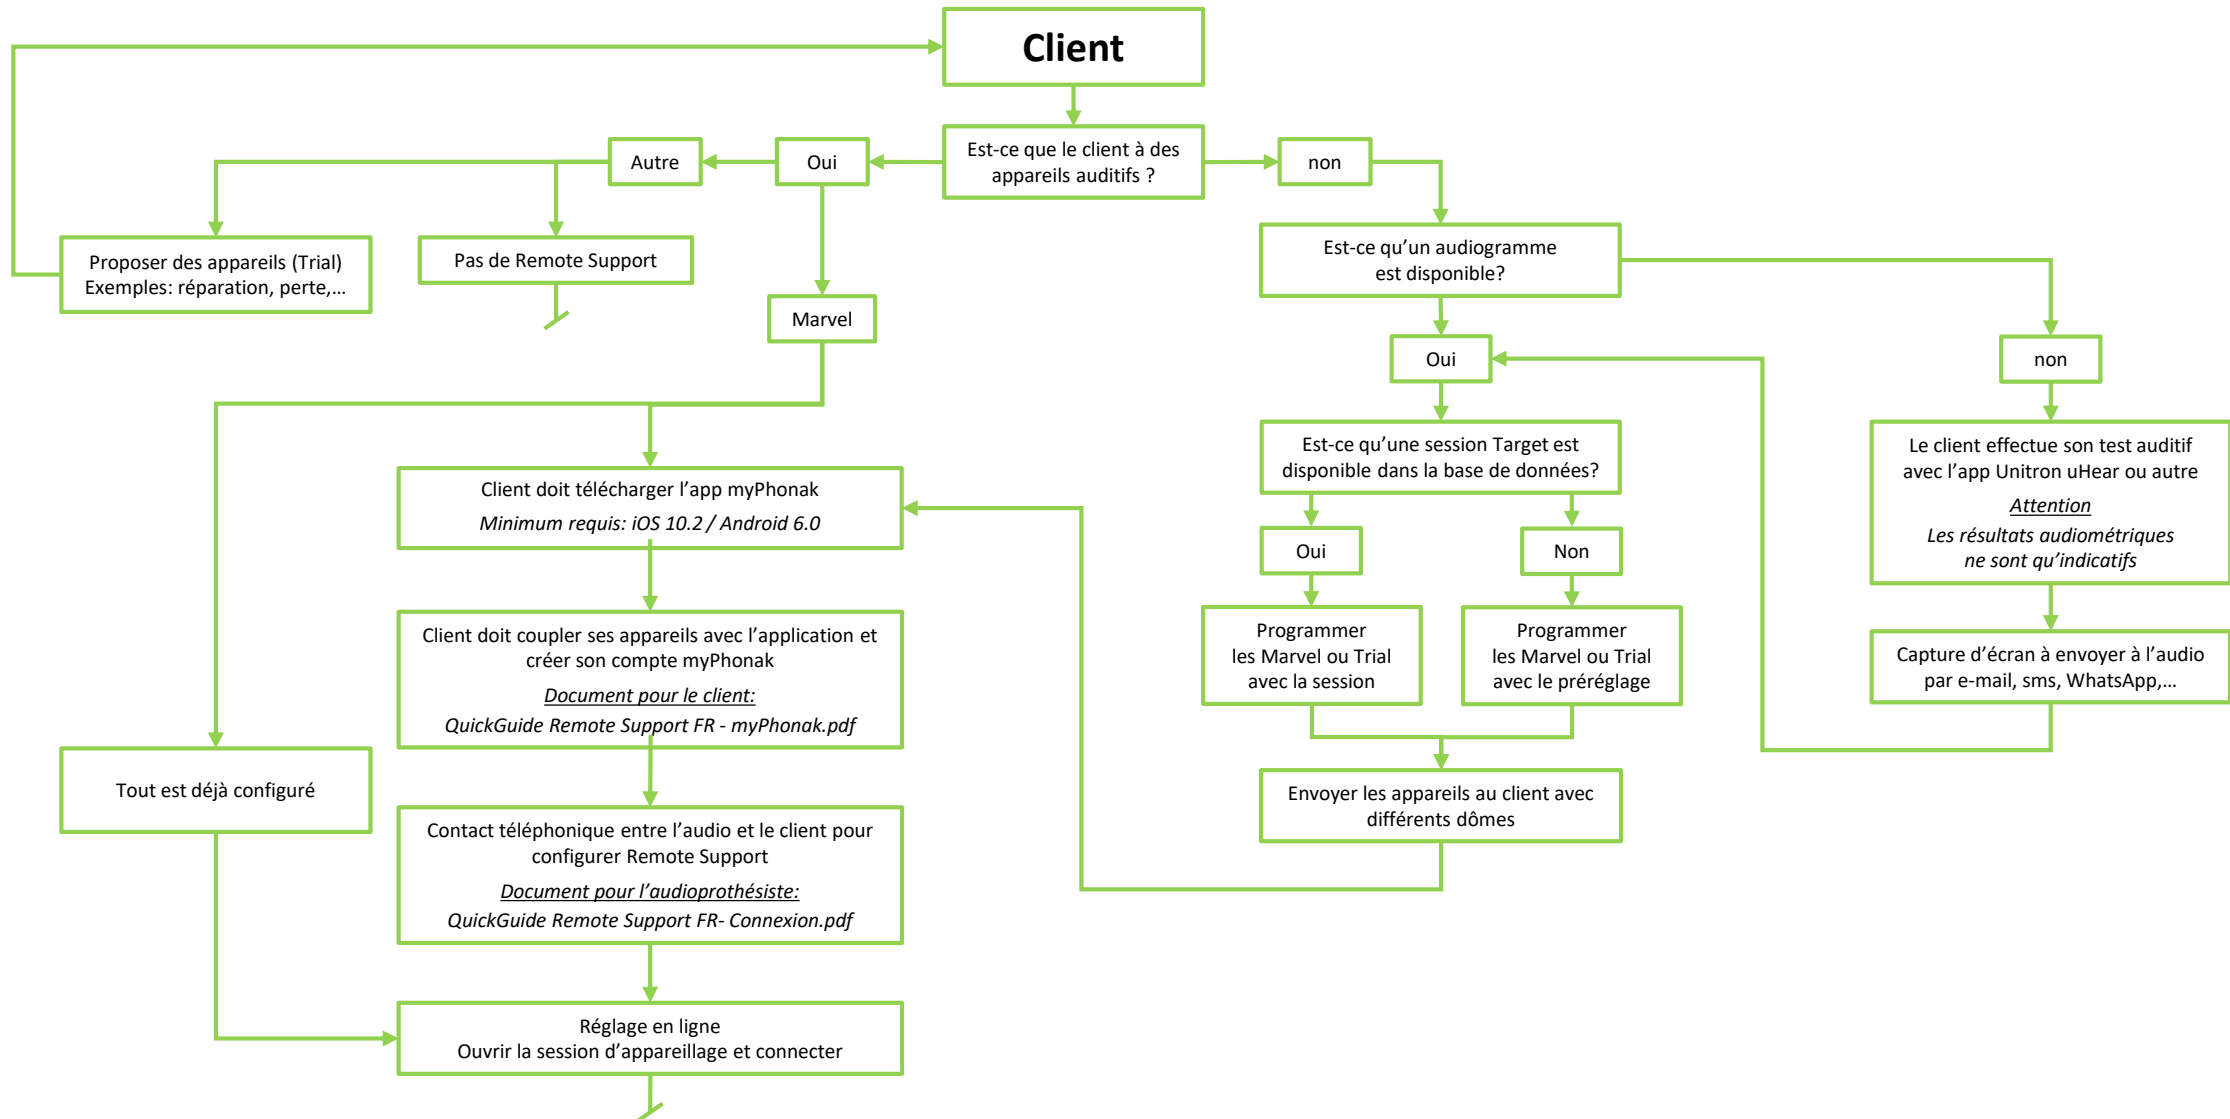 Client
Est-ce que le client à des
appareils auditifs ?
Oui
Autre
non
Proposer des appareils (Trial)
Exemples: réparation, perte,...
Pas de Remote Support
Marvel
Est-ce qu’un audiogramme
est disponible?
Oui
non
Est-ce qu’une session Target est
disponible dans la base de données?
Oui
Non
Programmer
les Marvel ou Trial
avec la session
Programmer
les Marvel ou Trial
avec le préréglage
Envoyer les appareils au client avec
différents dômes
Le client effectue son test auditif
avec l’app Unitron uHear ou autre
Attention
Les résultats audiométriques
ne sont qu’indicatifs
Capture d’écran à envoyer à l’audio
par e-mail, sms, WhatsApp,...
Client doit télécharger l’app myPhonak
Minimum requis: iOS 10.2 / Android 6.0
Client doit coupler ses appareils avec l’application et
créer son compte myPhonak
Document pour le client:
QuickGuide Remote Support FR - myPhonak.pdf
Tout est déjà configuré
Contact téléphonique entre l’audio et le client pour
configurer Remote Support
Document pour l’audioprothésiste:
QuickGuide Remote Support FR- Connexion.pdf
Réglage en ligne
Ouvrir la session d’appareillage et connecter